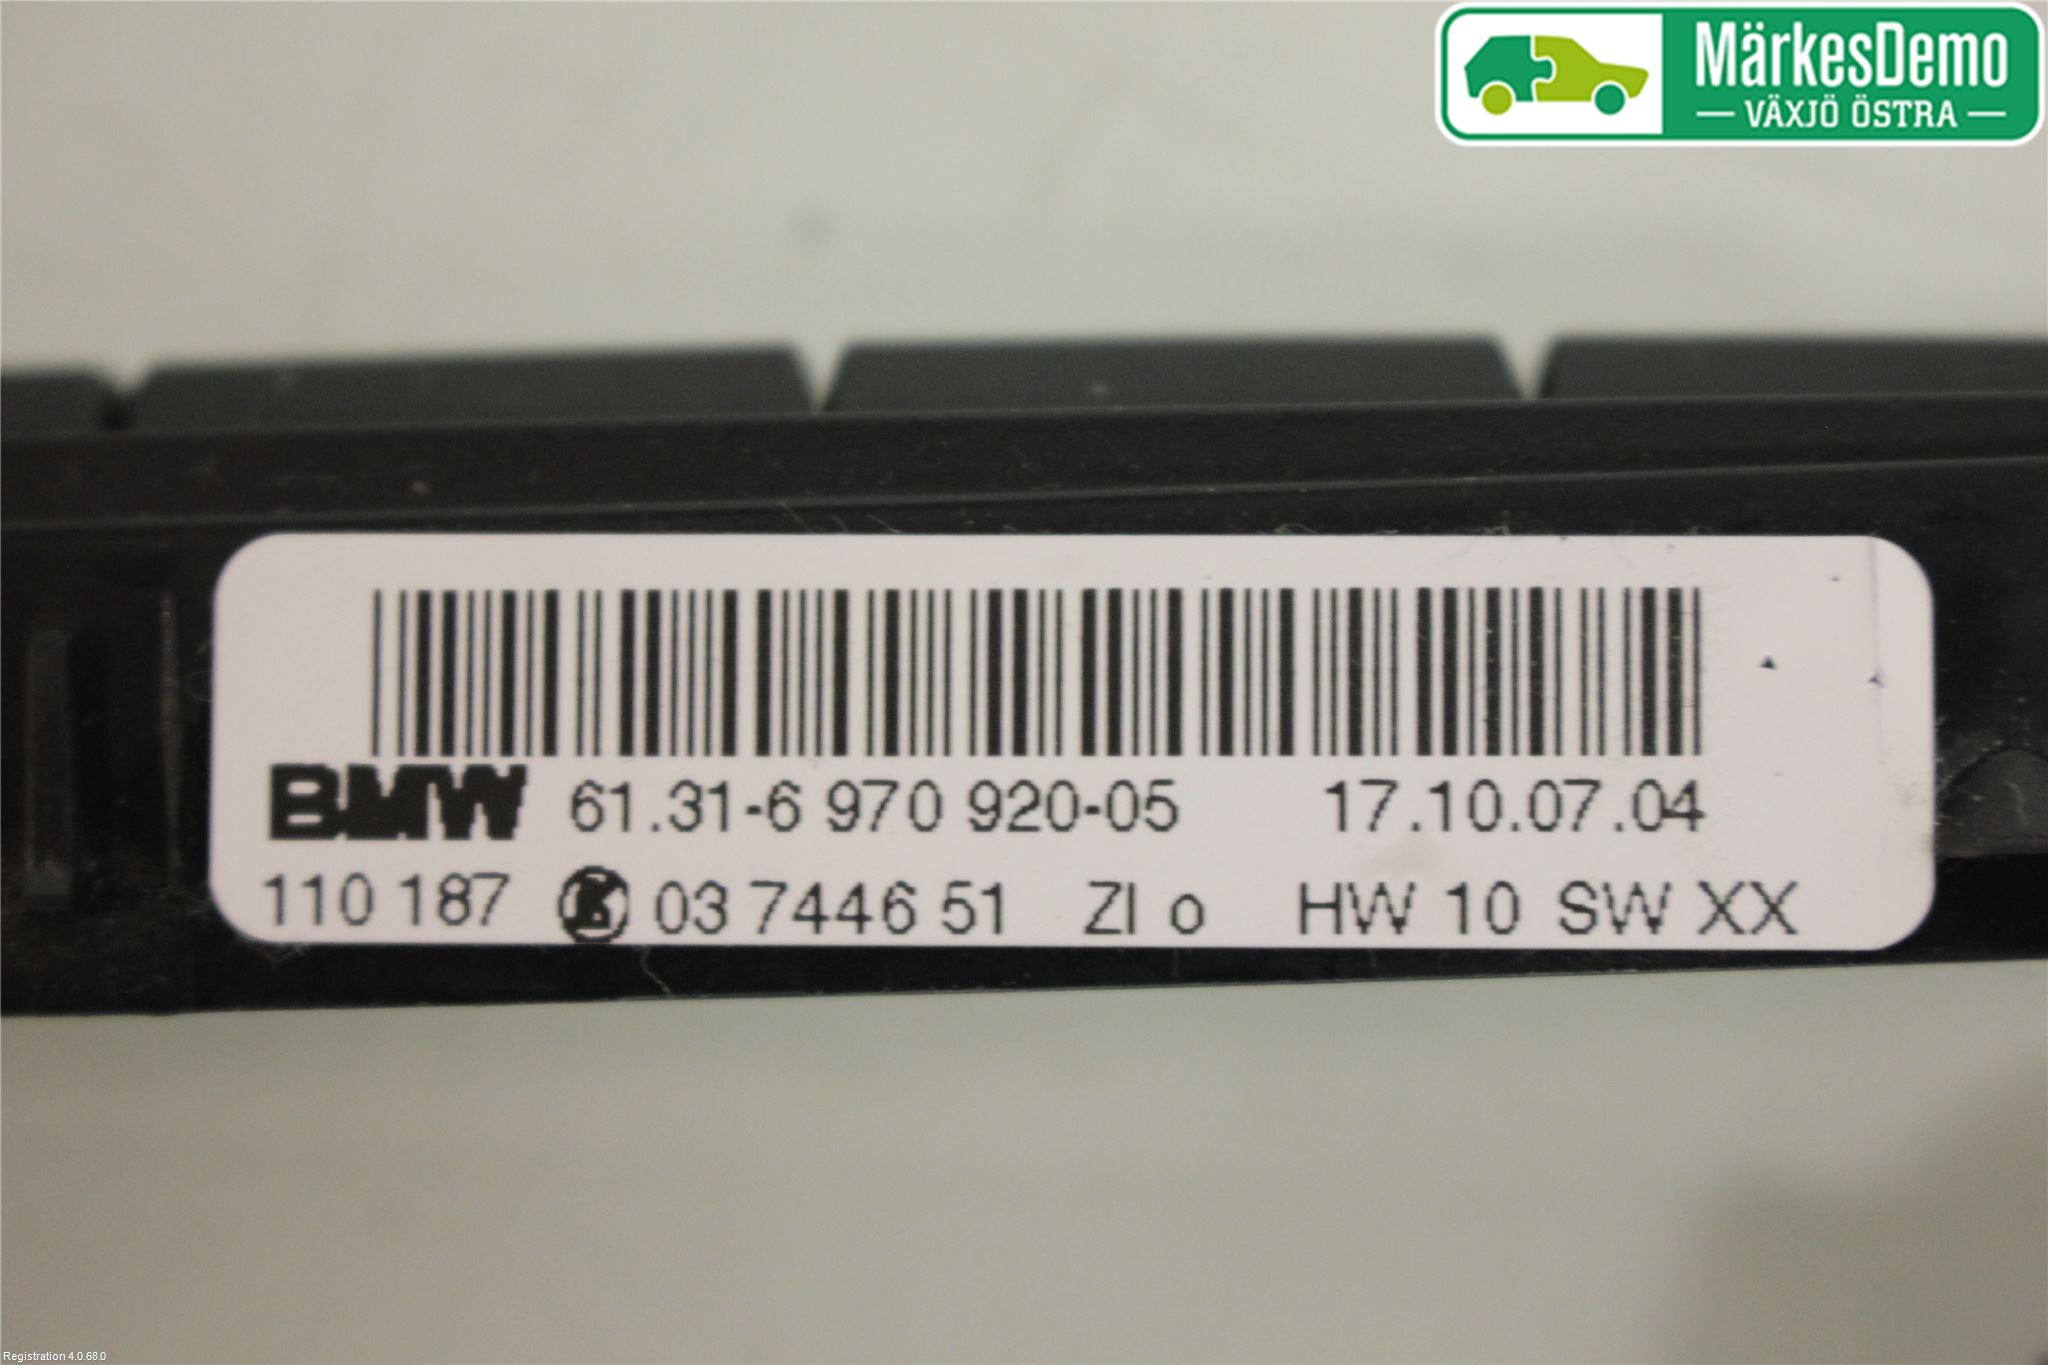 MärkesDemo
VÄXJÖ ÖSTRA
BMW 61.31-6 970 920-05 17.10.07.04
110 187 03 7446 51 ZI o HW 10 SW XX
Registration 4.0.68.0